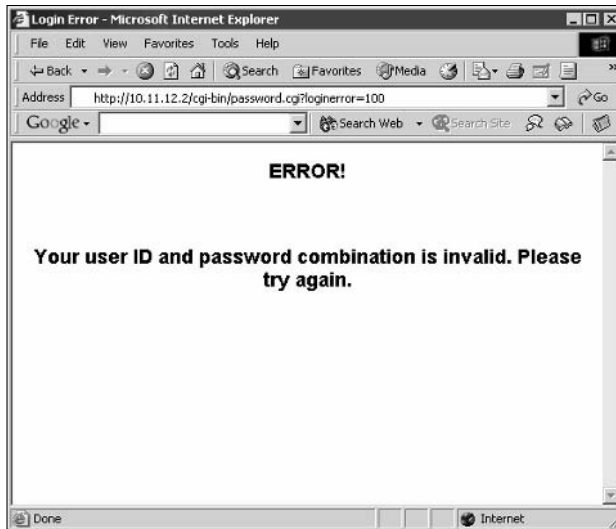 Login Error - Microsoft Internet Explorer
File Edit View Favorites Tools Help
Back Search Favorites Media
Address http://10.11.12.2/cgi-bin/password.cgi?loginerror=100 Go
Google Search Web Search Site
ERROR!
Your user ID and password combination is invalid. Please
try again.
Done Internet